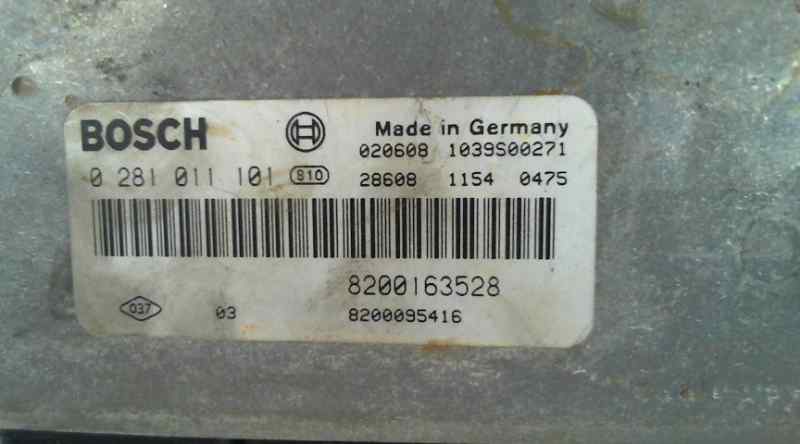 BOSCH
Made in Germany
020608 1039S00271
0 281 011 101 S10 28608 1154 0475
8200163528
037 03 8200095416